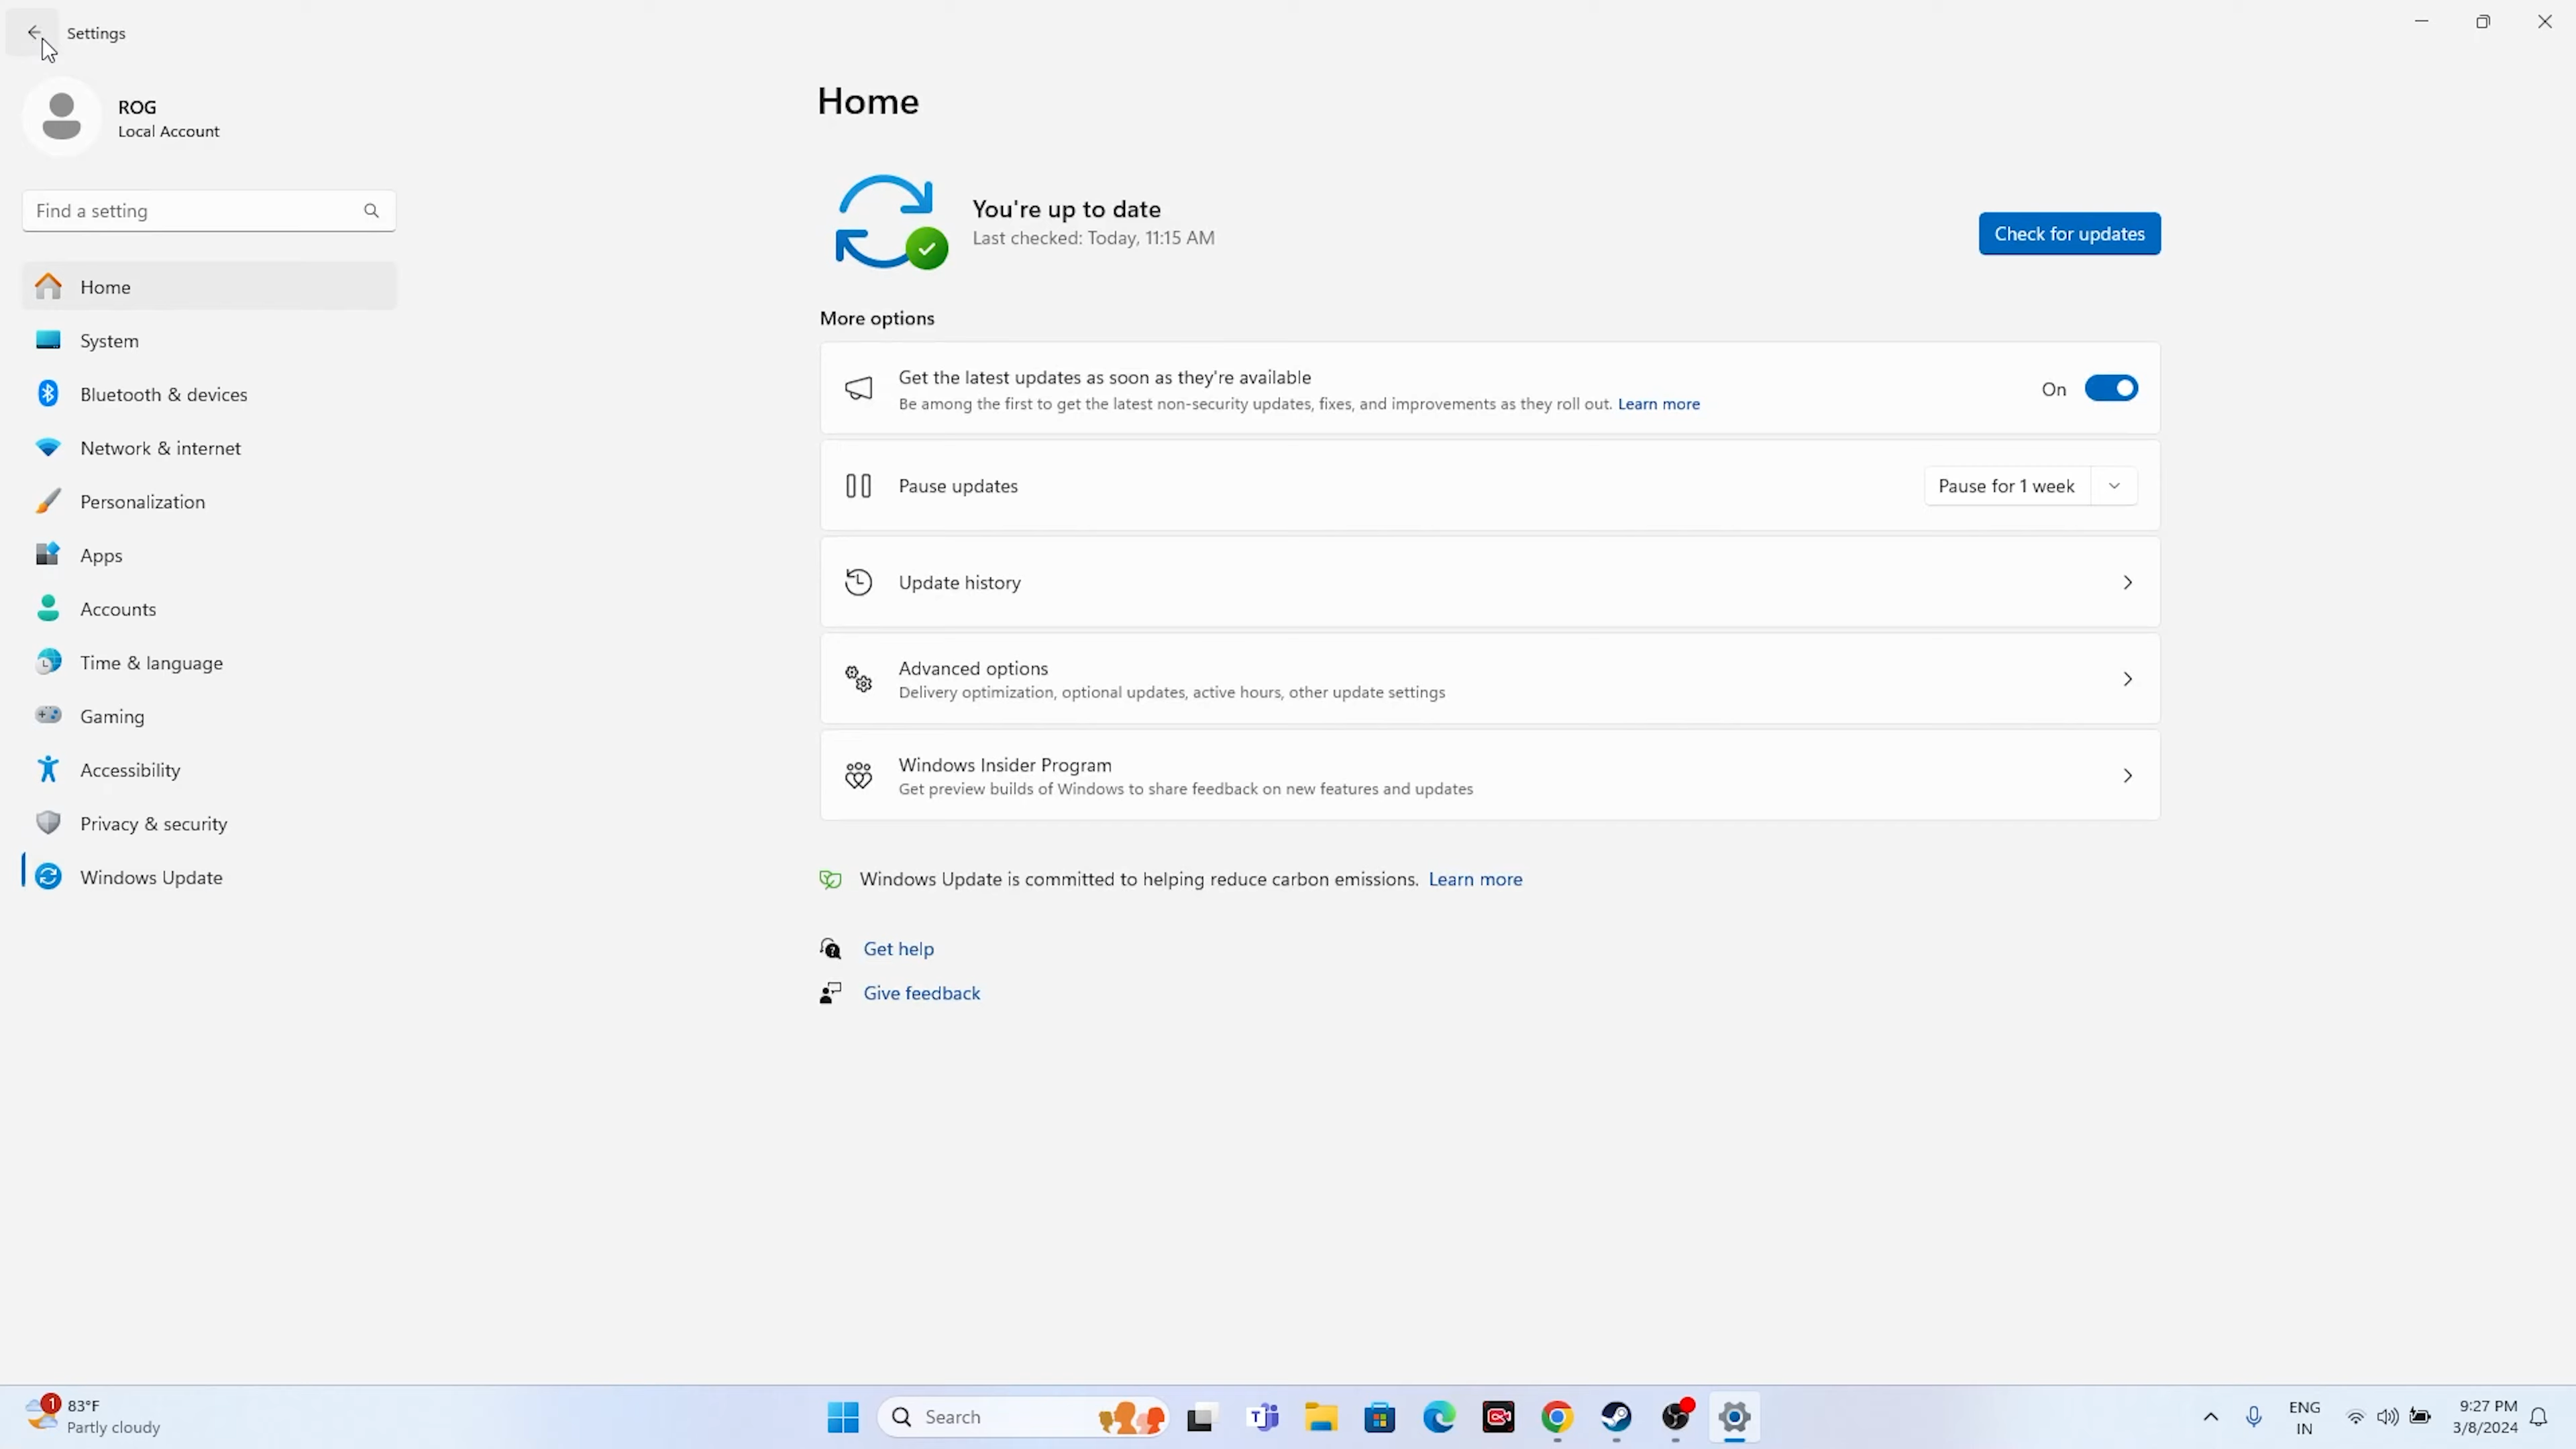 Settings
ROG
Local Account
Find a setting
Home
System
Bluetooth & devices
Network & internet
Personalization
Apps
Accounts
Time & language
Gaming
Accessibility
Privacy & security
Windows Update
Home
You're up to date
Last checked: Today, 11:15 AM
Check for updates
More options
Get the latest updates as soon as they're available
Be among the first to get the latest non-security updates, fixes, and improvements as they roll out. Learn more
On
Pause updates
Pause for 1 week
Update history
Advanced options
Delivery optimization, optional updates, active hours, other update settings
Windows Insider Program
Get preview builds of Windows to share feedback on new features and updates
Windows Update is committed to helping reduce carbon emissions. Learn more
Get help
Give feedback
1
83°F
Partly cloudy
Search
ENG
IN
9:27 PM
3/8/2024